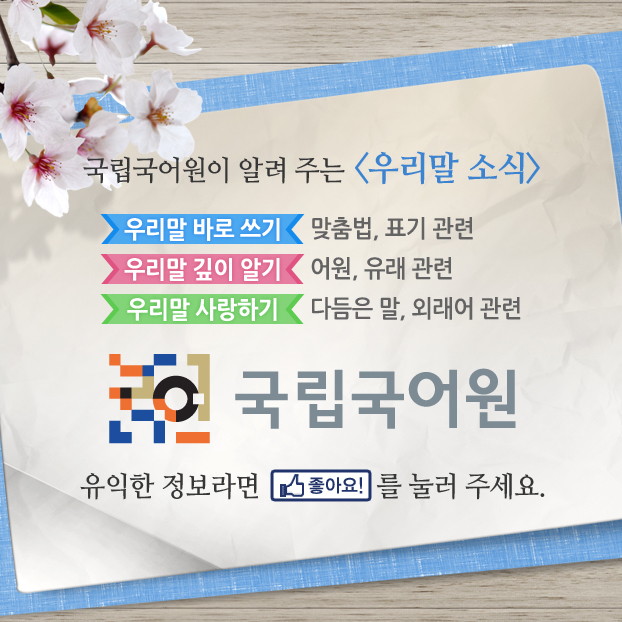 국립국어원이 알려 주는 〈우리말 소식〉
우리말 바로 쓰기 맞춤법, 표기 관련
우리말 깊이 알기 어원, 유래 관련
우리말 사랑하기 다듬은 말, 외래어 관련
국립국어원
유익한 정보라면 좋아요! 를 눌러 주세요.